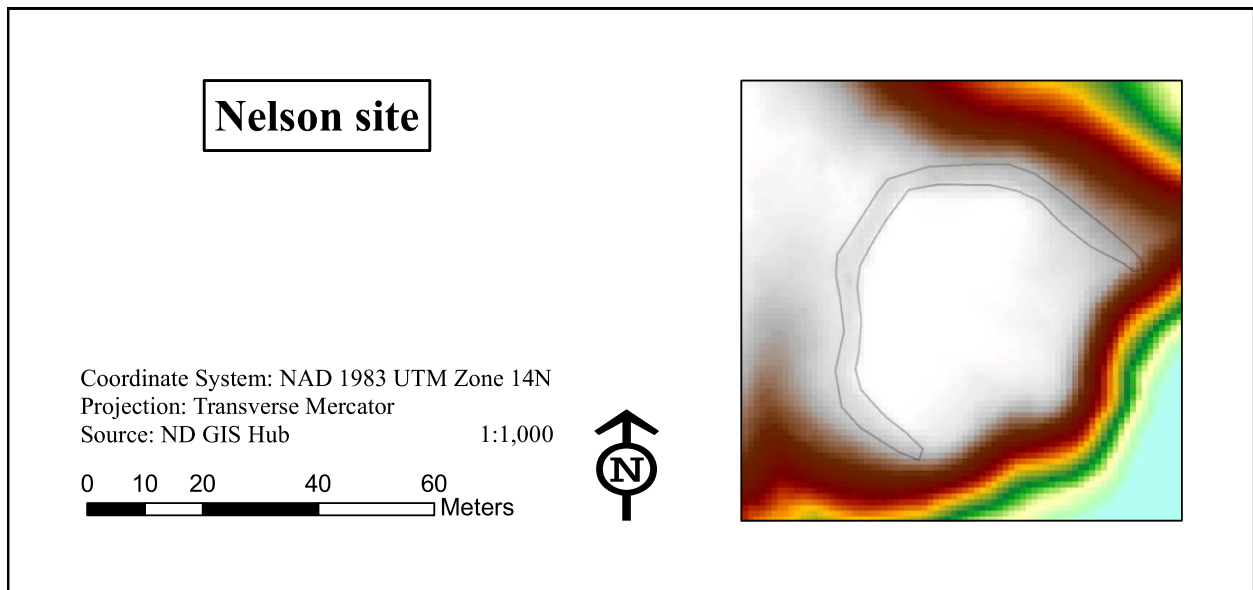 Nelson site
Coordinate System: NAD 1983 UTM Zone 14N
Projection: Transverse Mercator
Source: ND GIS Hub 1:1,000
0 10 20 40 60
Meters
N